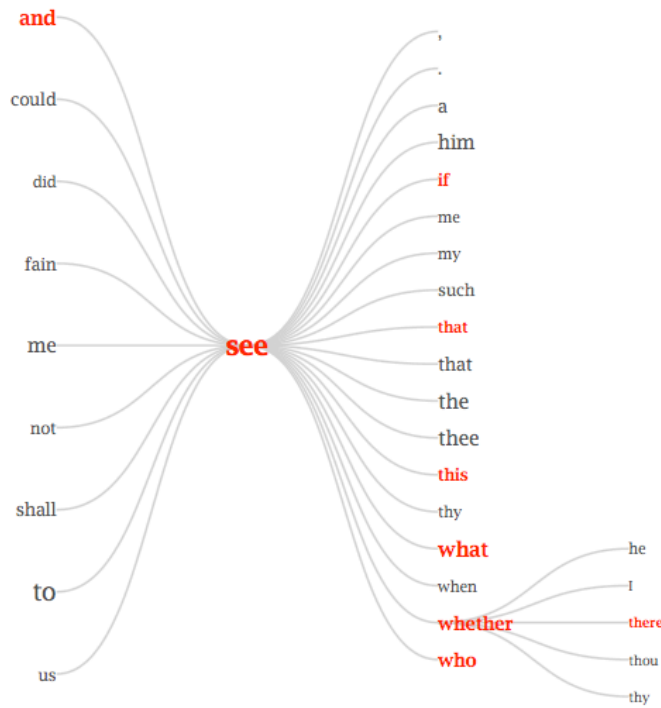 and
could
did
fain
me
not
shall
to
us
see
,
.
a
him
if
me
my
such
that
that
the
thee
this
thy
what
when
whether
who
he
I
there
thou
thy